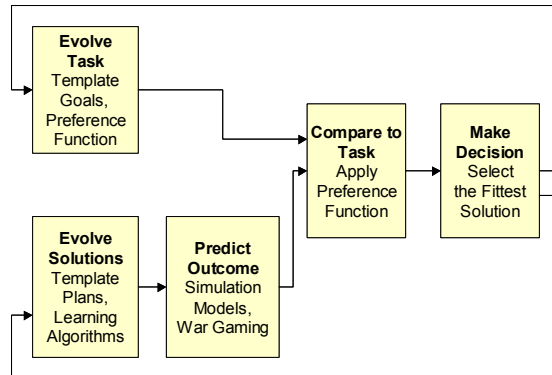 Evolve
Task
Template
Goals,
Preference
Function
Compare to
Task
Apply
Preference
Function
Make
Decision
Select
the Fittest
Solution
Evolve
Solutions
Template
Plans,
Learning
Algorithms
Predict
Outcome
Simulation
Models,
War Gaming